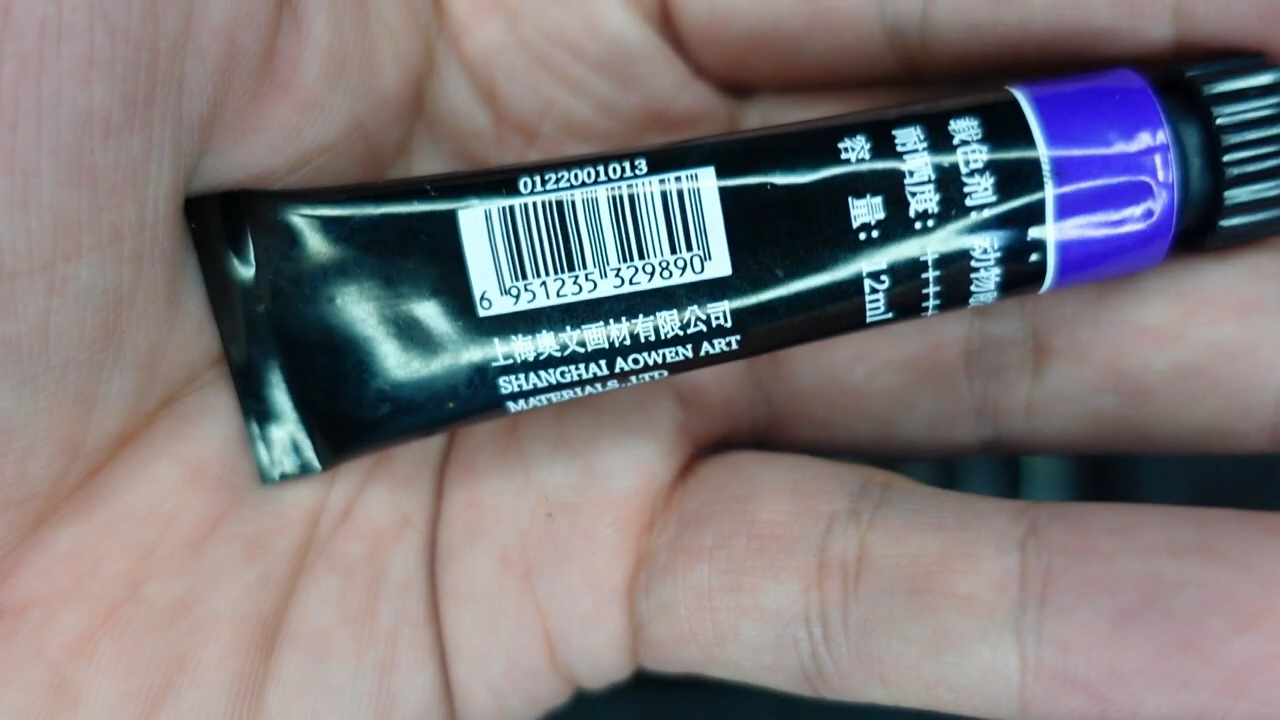 0122001013
6 951235 329890
上海奥文画材有限公司
SHANGHAI AOWEN ART
MATERIALS.,LTD
载色剂: 动物
耐晒度: +++++
容 量: 12ml